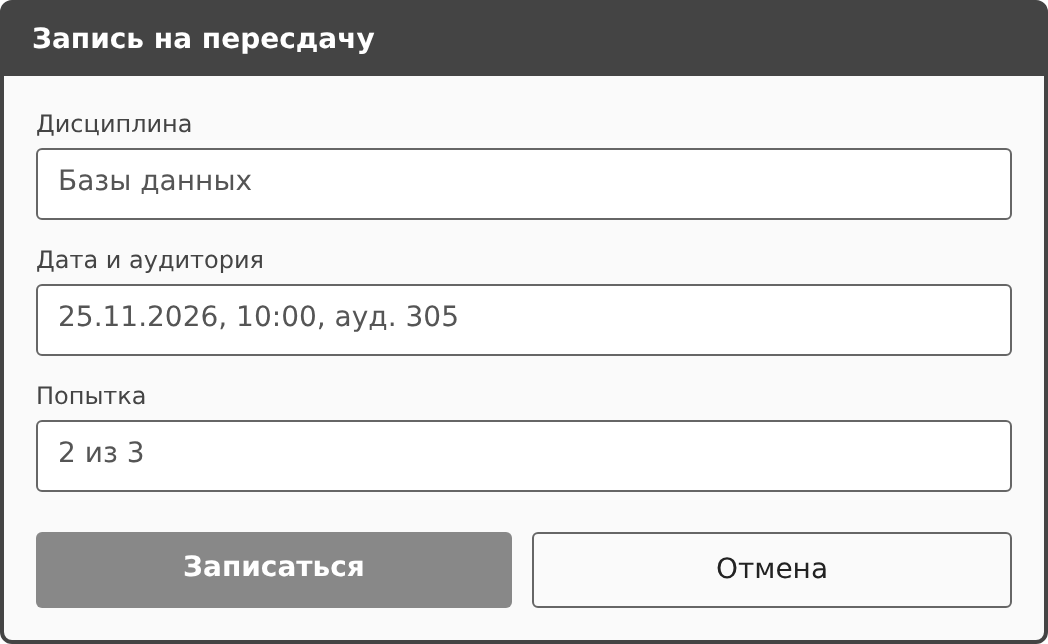 Запись на пересдачу
Дисциплина
Базы данных
Дата и аудитория
25.11.2026, 10:00, ауд. 305
Попытка
2 из 3
Записаться
Отмена